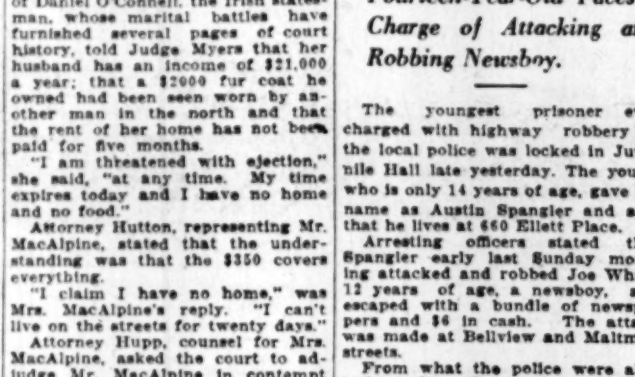 of Daniel O'Connell, the Irish states-
man, whose marital battles have
furnished several pages of court
history, told Judge Myers that her
husband has an income of $21,000
a year; that a $2000 fur coat he
owned had been seen worn by an-
other man in the north and that
the rent of her home has not been
paid for five months.
"I am threatened with ejection,"
she said, "at any time. My time
expires today and I have no home
and no food."
Attorney Hutton, representing Mr.
MacAlpine, stated that the under-
standing was that the $350 covers
everything.
"I claim I have no home," was
Mrs. MacAlpine's reply. "I can't
live on the streets for twenty days."
Attorney Hupp, counsel for Mrs.
MacAlpine, asked the court to ad-
judge Mr. MacAlpine in contempt
Charge of Attacking a
Robbing Newsboy.
The youngest prisoner e
charged with highway robbery
the local police was locked in Ju
nile Hall late yesterday. The you
who is only 14 years of age, gave
name as Austin Spangler and s
that he lives at 660 Ellett Place.
Arresting officers stated t
Spangler early last Sunday mo
ing attacked and robbed Joe Wh
12 years of age, a newsboy, a
escaped with a bundle of news
pers and $6 in cash. The atta
was made at Bellview and Maltm
streets.
From what the police were a